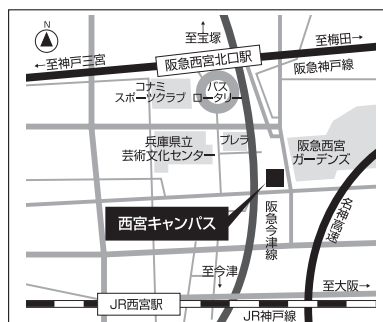 N
至宝塚
至梅田→
阪急西宮北口駅
←至神戸三宮
阪急神戸線
コナミ
スポーツクラブ
バス
ロータリー
兵庫県立
芸術文化センター
プレラ
阪急西宮
ガーデンズ
西宮キャンパス
阪急今津線
名神高速
至今津
至大阪→
JR西宮駅
JR神戸線